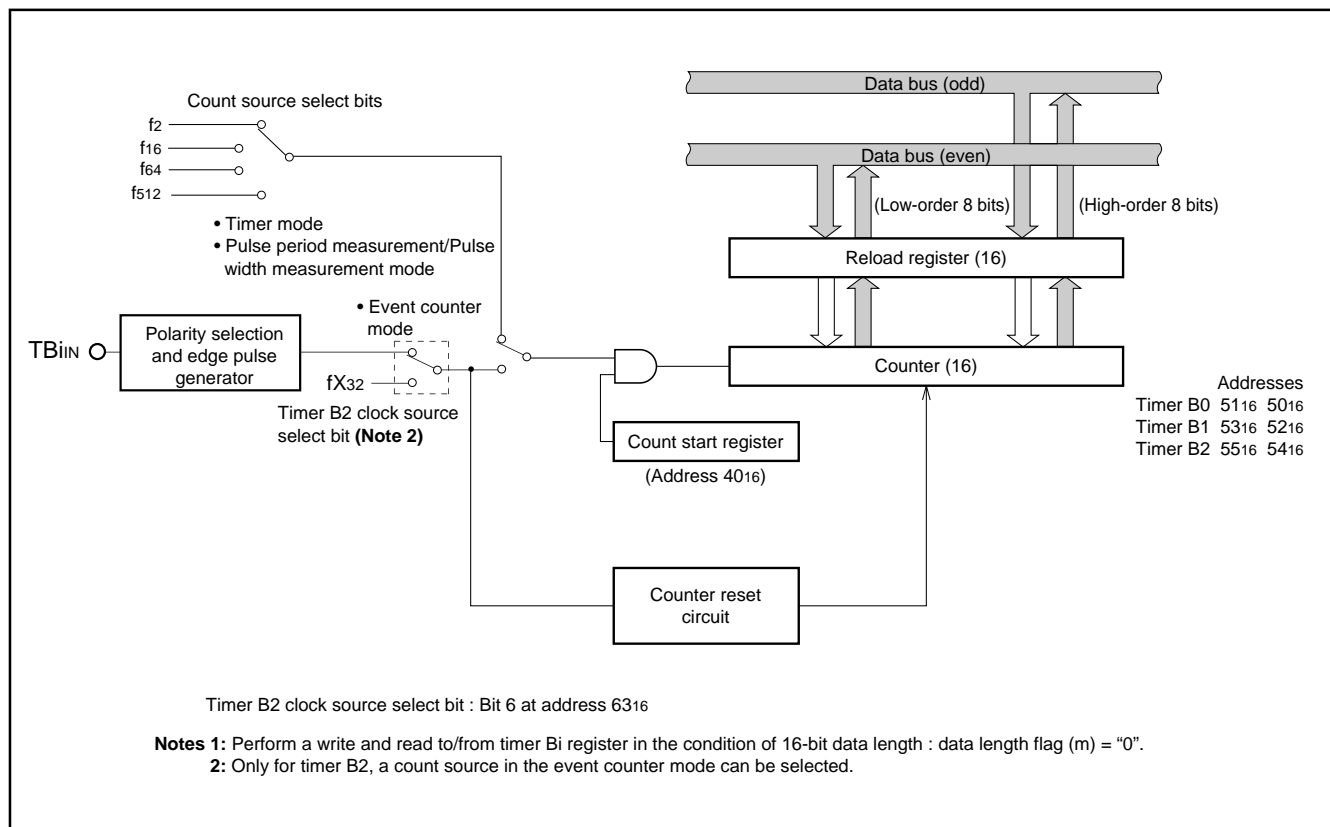 Data bus (odd)
Count source select bits
f2
f16
f64
f512
Data bus (even)
(Low-order 8 bits)
(High-order 8 bits)
• Timer mode
• Pulse period measurement/Pulse
width measurement mode
Reload register (16)
• Event counter
mode
TBiIN
Polarity selection
and edge pulse
generator
fX32
Timer B2 clock source
select bit (Note 2)
Counter (16)
Count start register
(Address 4016)
Addresses
Timer B0 5116 5016
Timer B1 5316 5216
Timer B2 5516 5416
Counter reset
circuit
Timer B2 clock source select bit : Bit 6 at address 6316
Notes 1: Perform a write and read to/from timer Bi register in the condition of 16-bit data length : data length flag (m) = “0”.
2: Only for timer B2, a count source in the event counter mode can be selected.